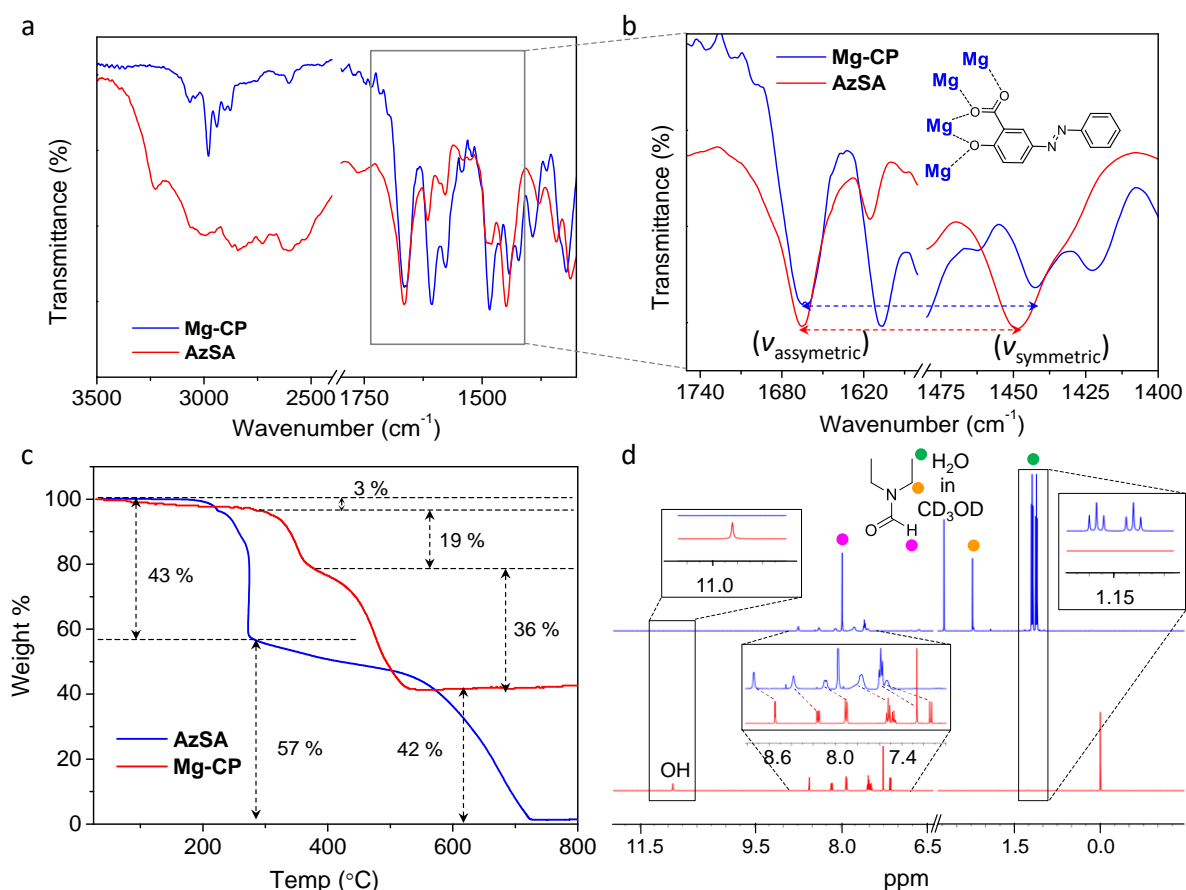 a
Transmittance (%)
Mg-CP
AzSA
3500 3000 2500 1750 1500
Wavenumber (cm-1)
b
Mg-CP
AzSA
Mg
Mg
Mg
Mg
O
O
O
N
N
Transmittance (%)
(νassymetric)
(νsymmetric)
1740 1680 1620 1475 1450 1425 1400
Wavenumber (cm-1)
c
Weight %
100
80
60
40
20
0
3 %
19 %
43 %
36 %
57 %
42 %
AzSA
Mg-CP
200 400 600 800
Temp (°C)
d
H2O
in
CD3OD
N
O
H
11.0
1.15
8.6 8.0 7.4
OH
11.5 9.5 8.0 6.5 1.5 0.0
ppm